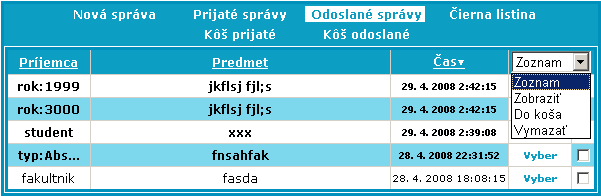 Nová správa Prijaté správy Odoslané správy Čierna listina
Kôš prijaté Kôš odoslané
Príjemca Predmet Čas▼ Zoznam
rok:1999 jkflsj fjl;s 29. 4. 2008 2:42:15 Zoznam
rok:3000 jkflsj fjl;s 29. 4. 2008 2:42:15 Zobraziť
Do koša
student xxx 29. 4. 2008 2:39:08 Vymazať
typ:Abs... fnsahfak 28. 4. 2008 22:31:52 Vyber
fakultnik fasda 28. 4. 2008 18:08:15 Vyber